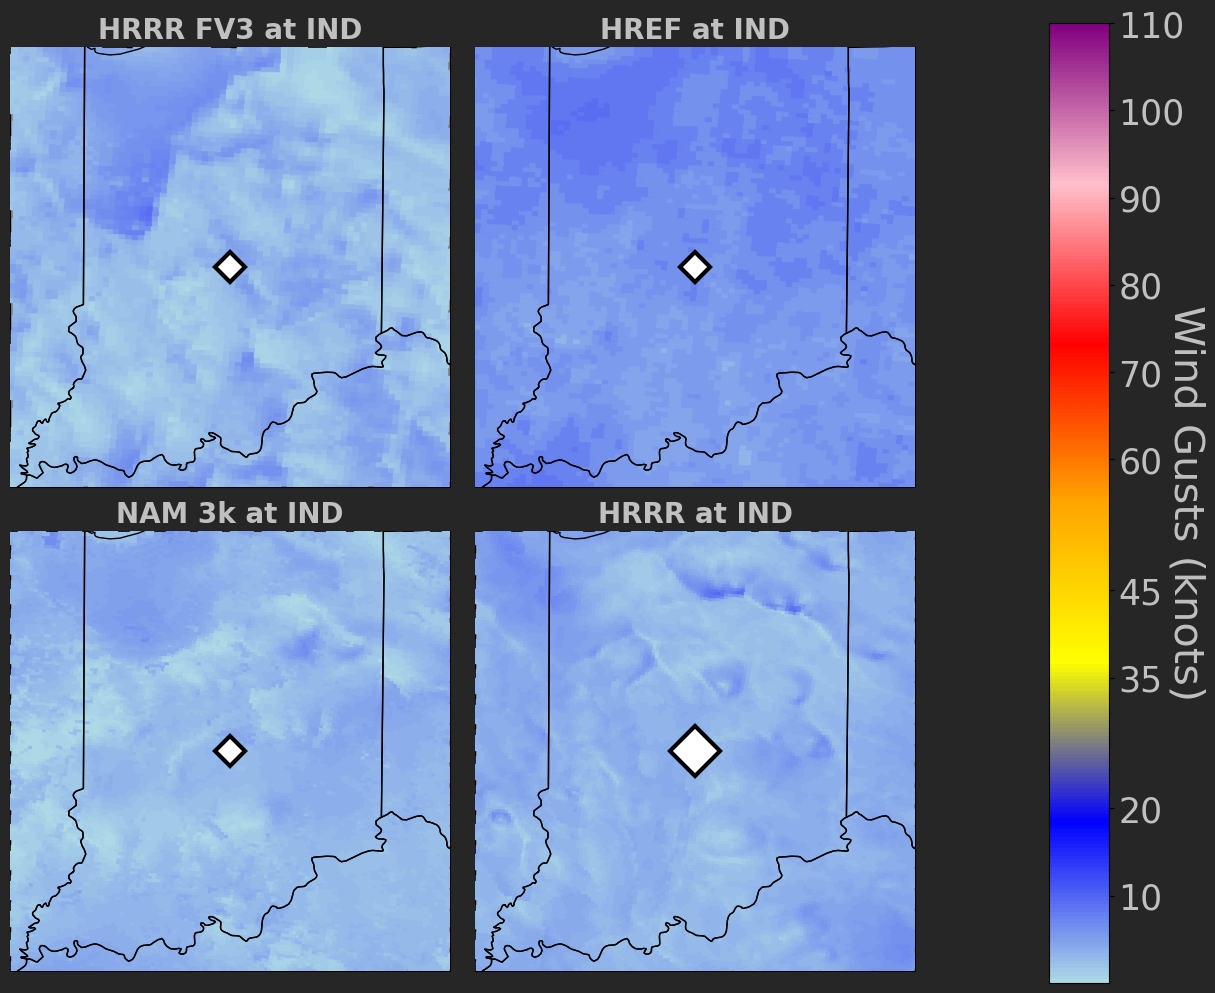 HRRR FV3 at IND
HREF at IND
NAM 3k at IND
HRRR at IND
110
100
90
80
70
60
45
35
20
10
Wind Gusts (knots)